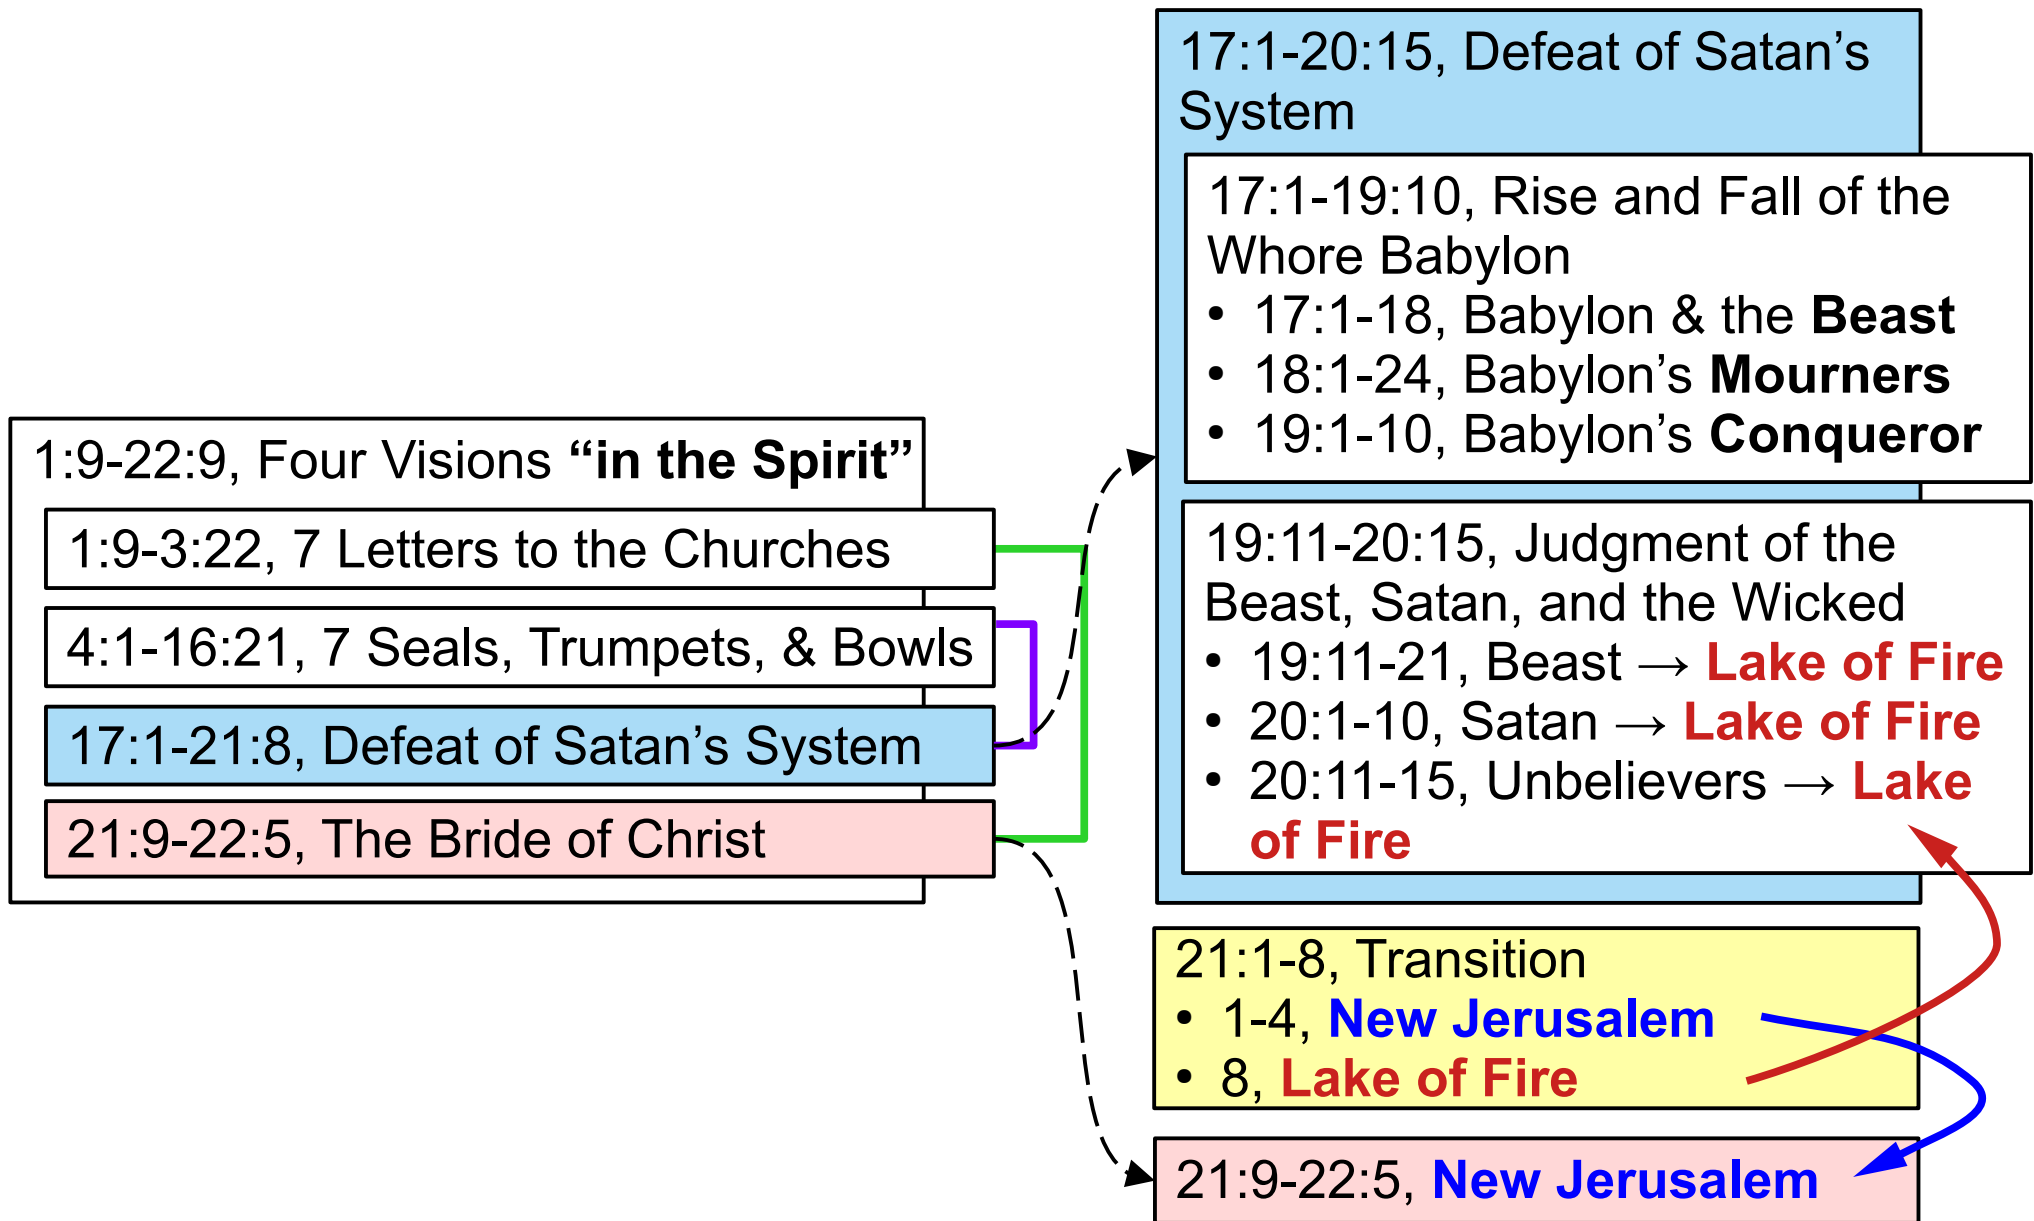 1:9-22:9, Four Visions “in the Spirit”
1:9-3:22, 7 Letters to the Churches
4:1-16:21, 7 Seals, Trumpets, & Bowls
17:1-21:8, Defeat of Satan’s System
21:9-22:5, The Bride of Christ
17:1-20:15, Defeat of Satan’s
System
17:1-19:10, Rise and Fall of the
Whore Babylon
• 17:1-18, Babylon & the Beast
• 18:1-24, Babylon’s Mourners
• 19:1-10, Babylon’s Conqueror
19:11-20:15, Judgment of the
Beast, Satan, and the Wicked
• 19:11-21, Beast → Lake of Fire
• 20:1-10, Satan → Lake of Fire
• 20:11-15, Unbelievers → Lake
of Fire
21:1-8, Transition
• 1-4, New Jerusalem
• 8, Lake of Fire
21:9-22:5, New Jerusalem